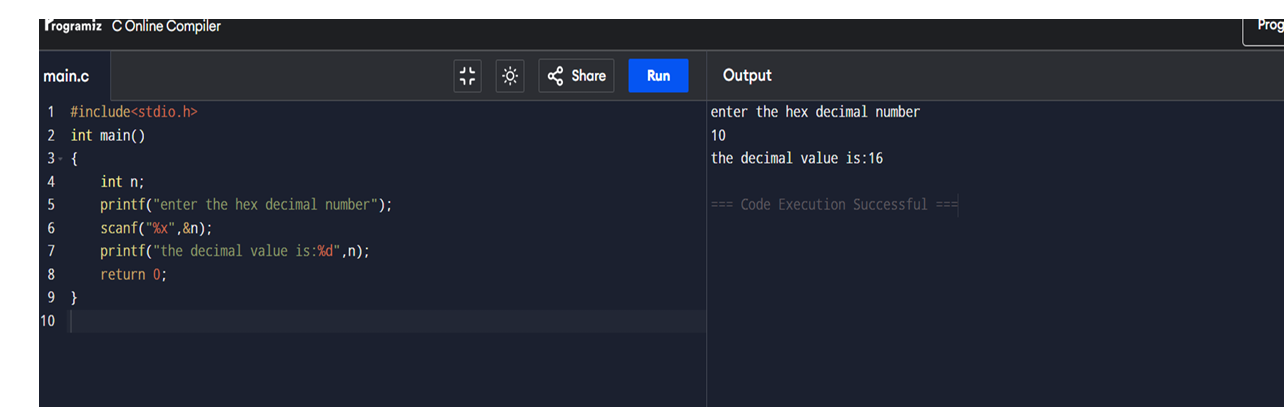 Programiz C Online Compiler
Prog
main.c
Share
Run
Output
1 #include<stdio.h>
2 int main()
3 {
4     int n;
5     printf("enter the hex decimal number");
6     scanf("%x",&n);
7     printf("the decimal value is:%d",n);
8     return 0;
9 }
10
enter the hex decimal number
10
the decimal value is:16
=== Code Execution Successful ===